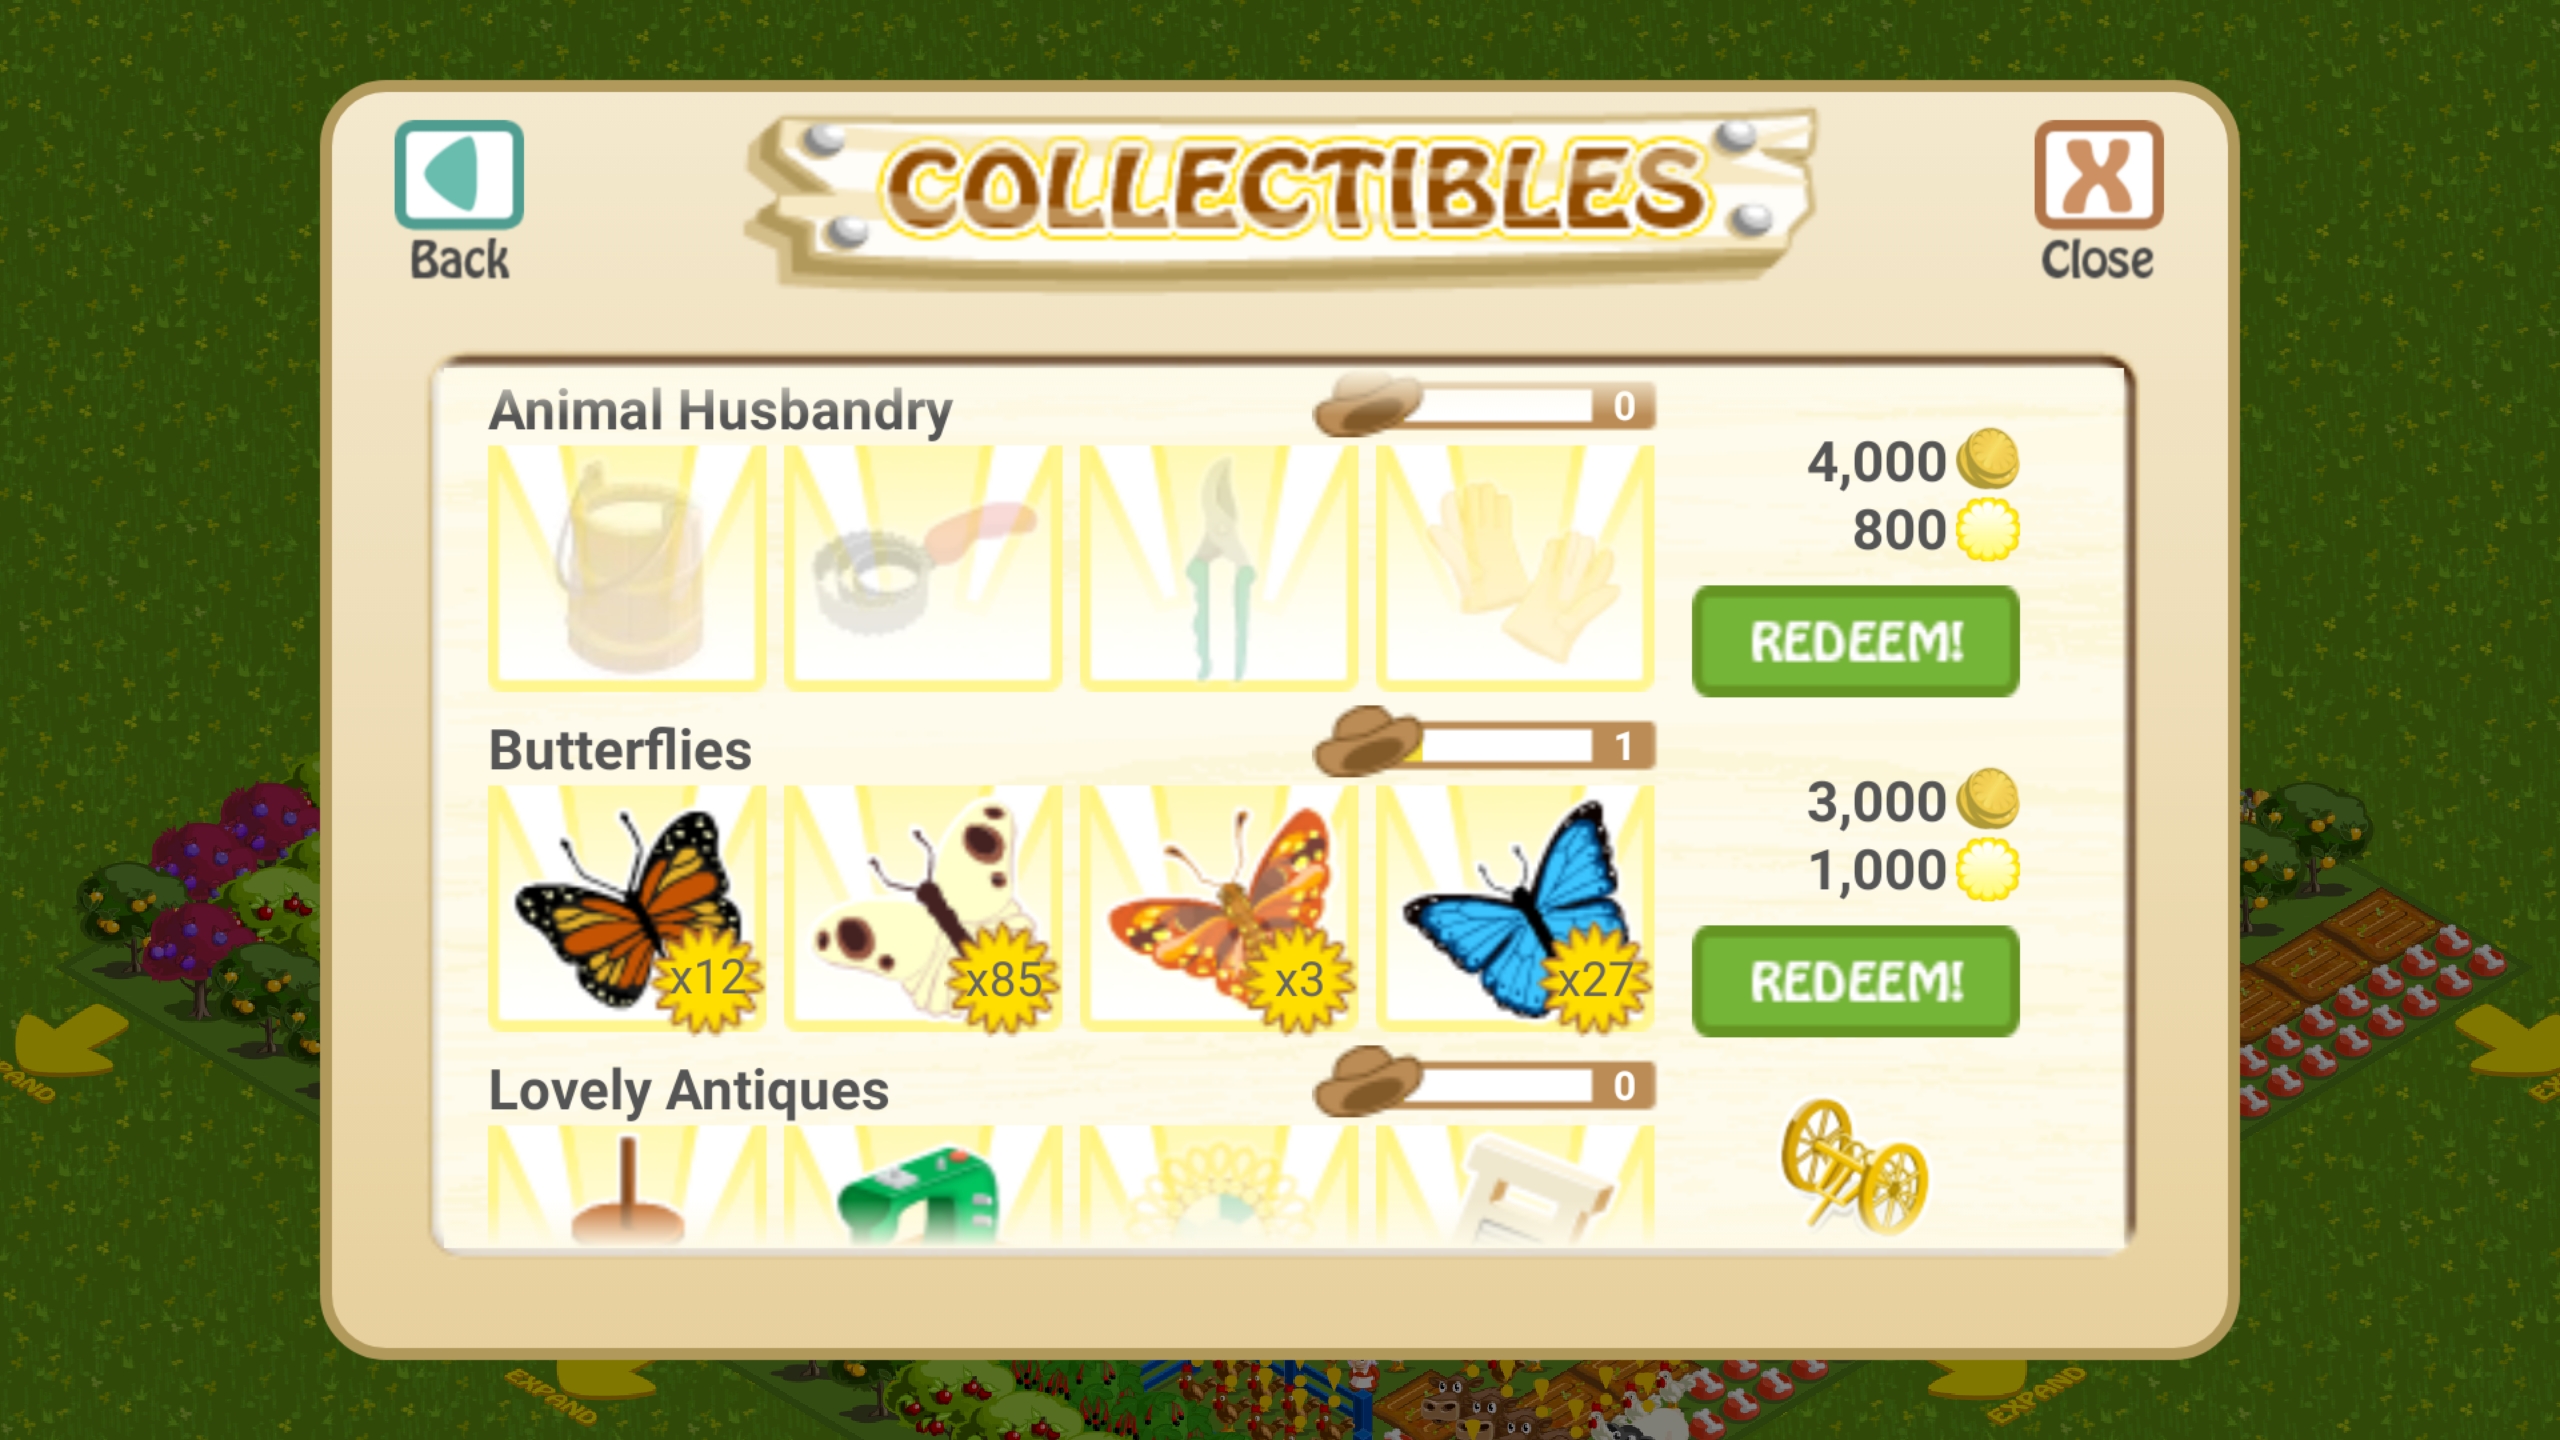 COLLECTIBLES
Back
Close
Animal Husbandry
0
4,000
800
REDEEM!
Butterflies
1
3,000
1,000
x12
x85
x3
x27
REDEEM!
Lovely Antiques
0
EXPAND
EXPAND